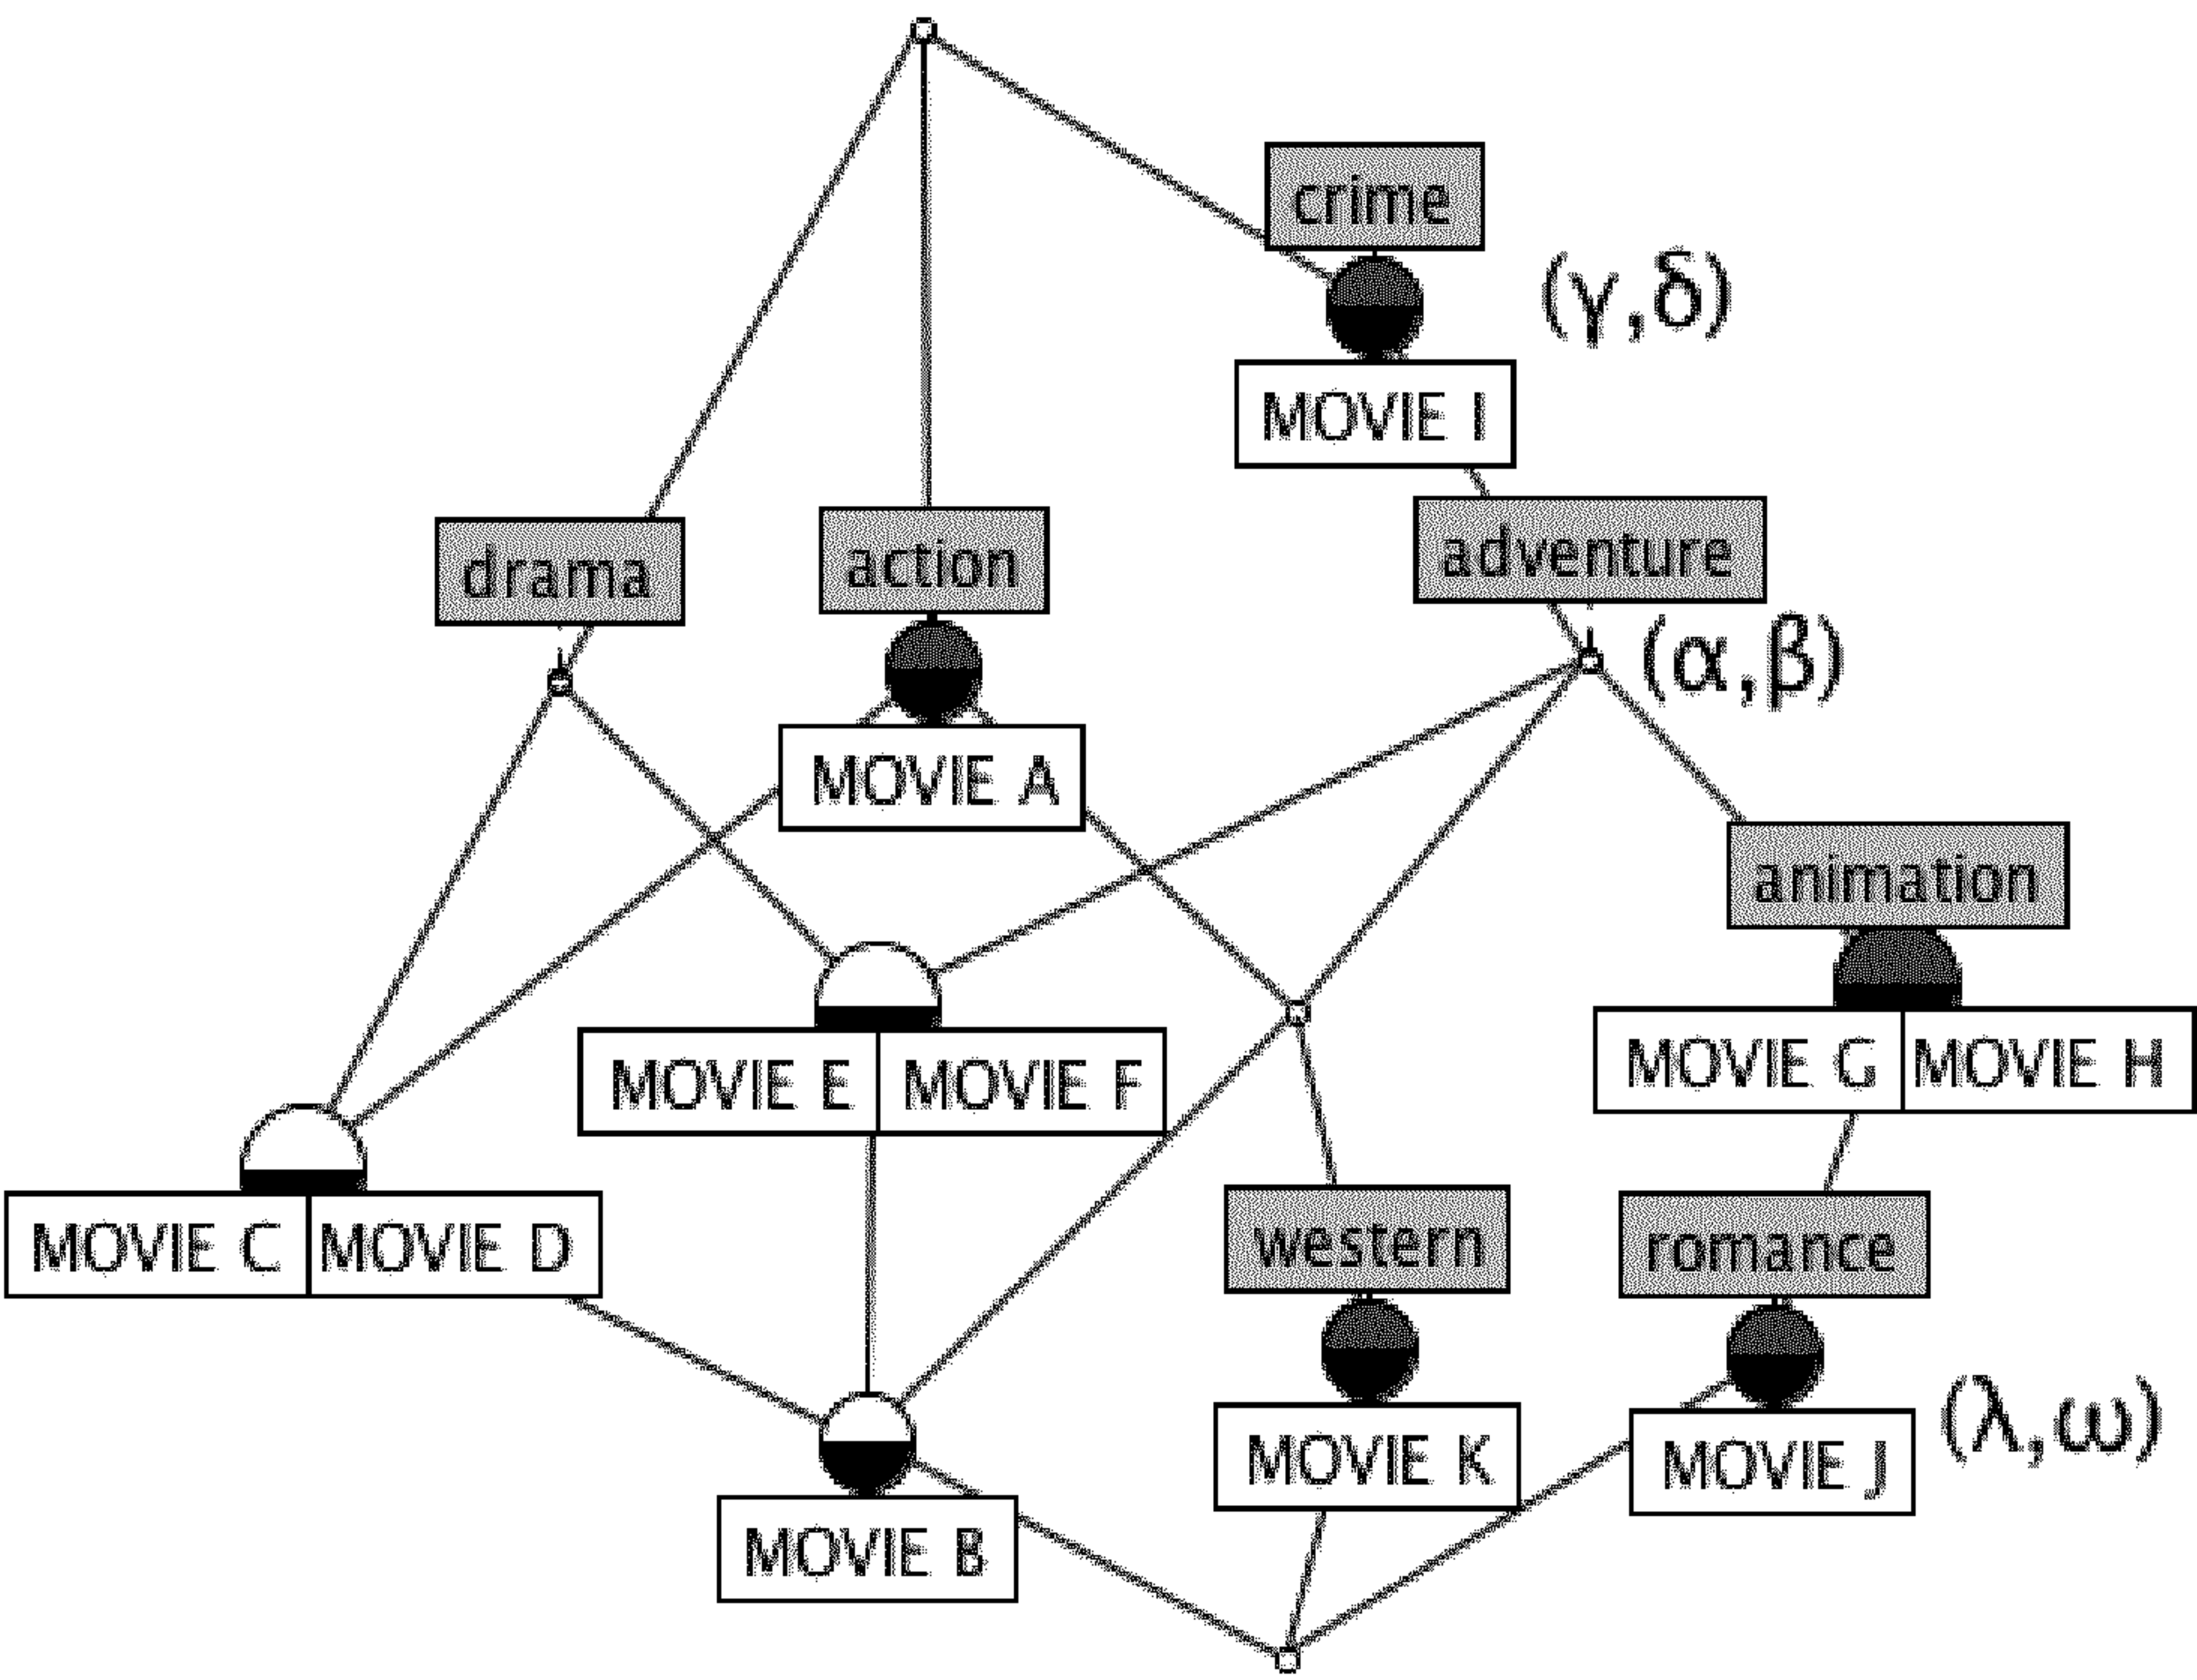 crime
(γ,δ)
MOVIE I
drama
action
adventure
(α,β)
MOVIE A
animation
MOVIE E MOVIE F
MOVIE G MOVIE H
MOVIE C MOVIE D
western
romance
MOVIE K
MOVIE J
(λ,ω)
MOVIE B